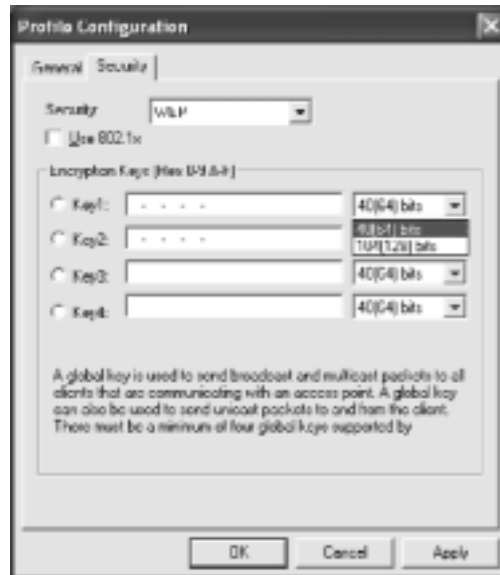 Profile Configuration
General Security
Security WEP
Use 802.1x
Encryption Keys [Hex 0-9,A-F]
Key1: - - - - 40(64) bits
40(64) bits
104(128) bits
Key2: - - - -
Key3: 40(64) bits
Key4: 40(64) bits
A global key is used to send broadcast and multicast packets to all
clients that are communicating with an access point. A global key
can also be used to send unicast packets to and from the client.
There must be a minimum of four global keys supported by
OK Cancel Apply